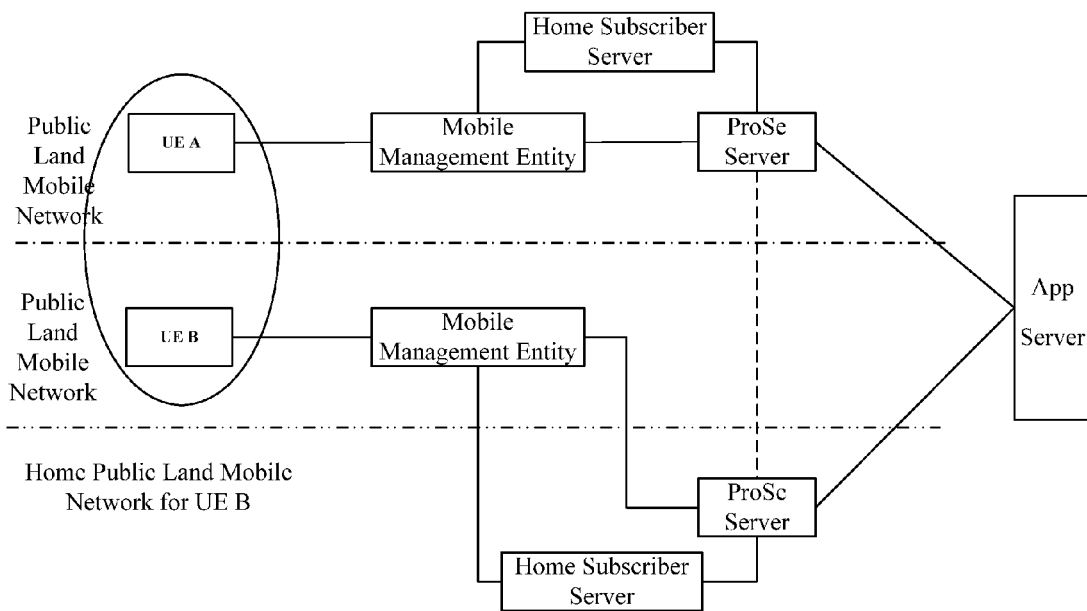 Home Subscriber
Server
Public
Land
Mobile
Network
UE A
Mobile
Management Entity
ProSe
Server
App
Server
Public
Land
Mobile
Network
UE B
Mobile
Management Entity
Home Public Land Mobile
Network for UE B
ProSe
Server
Home Subscriber
Server